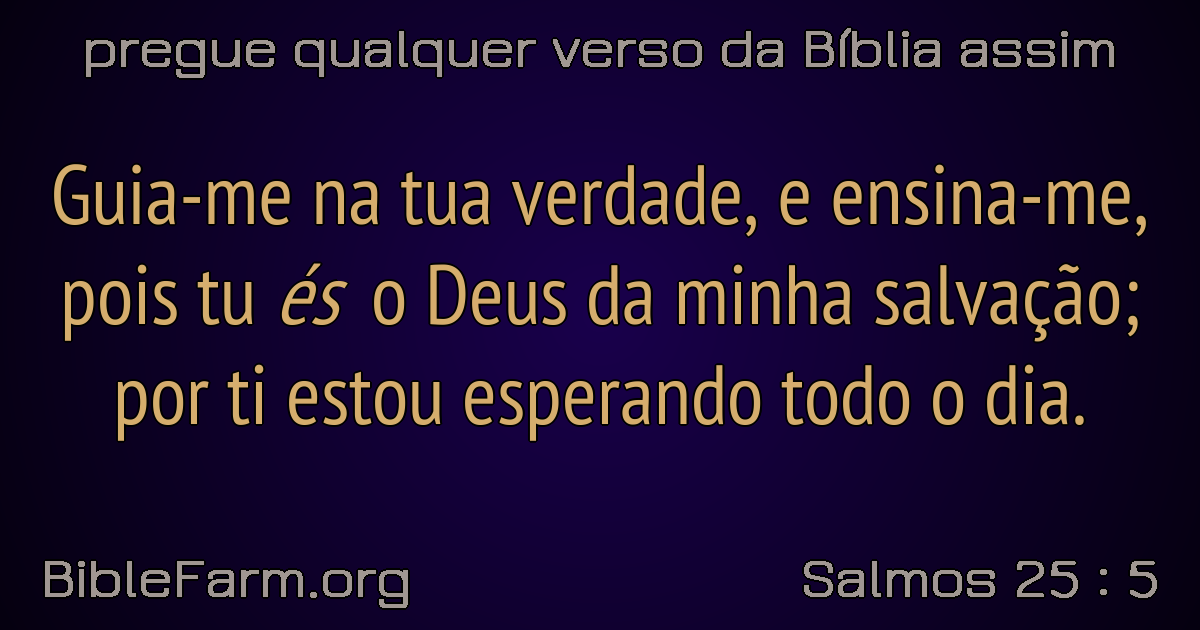 pregue qualquer verso da Bíblia assim
Guia-me na tua verdade, e ensina-me,
pois tu és o Deus da minha salvação;
por ti estou esperando todo o dia.
BibleFarm.org
Salmos 25 : 5